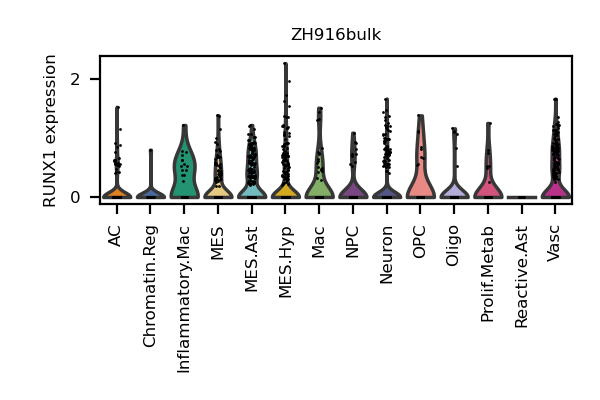 ZH916bulk
RUNX1 expression
2
0
AC
Chromatin.Reg
Inflammatory.Mac
MES
MES.Ast
MES.Hyp
Mac
NPC
Neuron
OPC
Oligo
Prolif.Metab
Reactive.Ast
Vasc